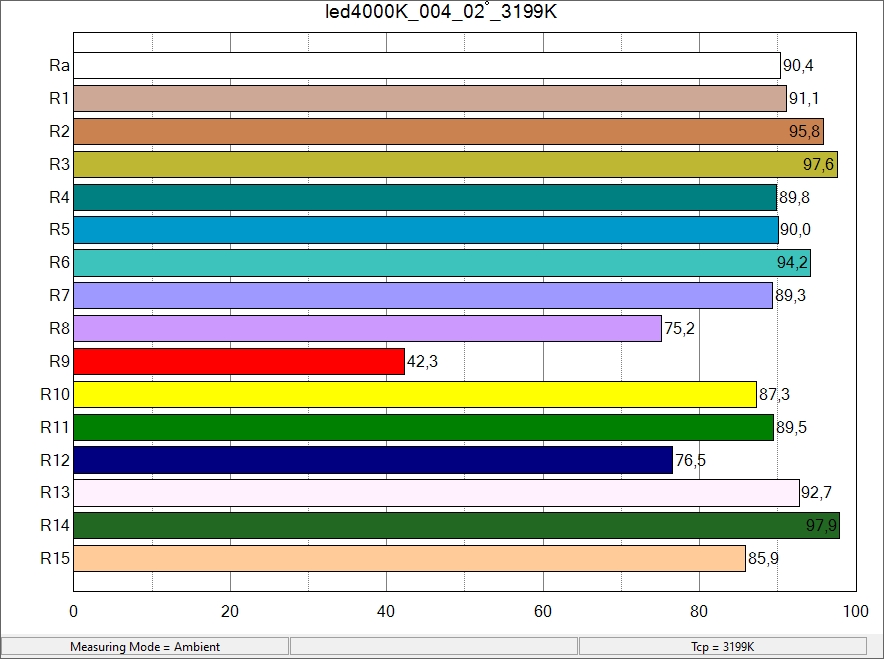 led4000K_004_02°_3199K
Ra 90,4
R1 91,1
R2 95,8
R3 97,6
R4 89,8
R5 90,0
R6 94,2
R7 89,3
R8 75,2
R9 42,3
R10 87,3
R11 89,5
R12 76,5
R13 92,7
R14 97,9
R15 85,9
0 20 40 60 80 100
Measuring Mode = Ambient Tcp = 3199K